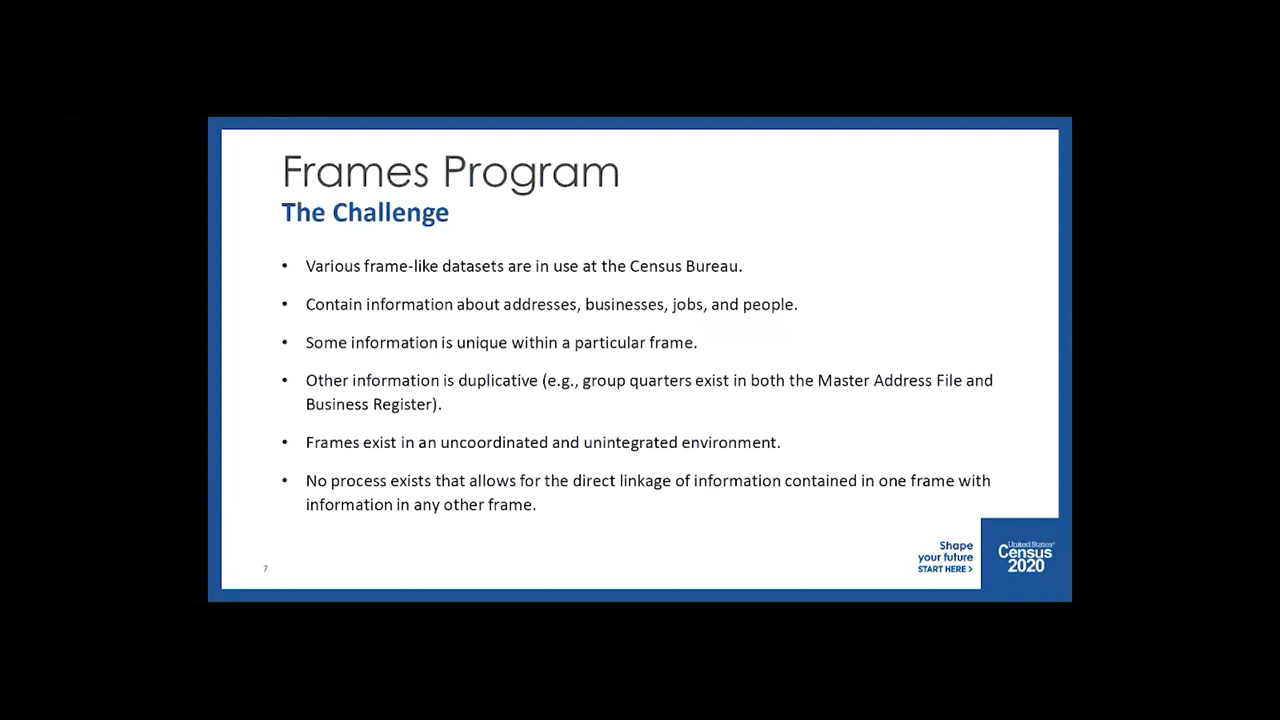 Frames Program
The Challenge
• Various frame-like datasets are in use at the Census Bureau.
• Contain information about addresses, businesses, jobs, and people.
• Some information is unique within a particular frame.
• Other information is duplicative (e.g., group quarters exist in both the Master Address File and
Business Register).
• Frames exist in an uncoordinated and unintegrated environment.
• No process exists that allows for the direct linkage of information contained in one frame with
information in any other frame.
Shape
your future
START HERE >
United States®
Census
2020
7